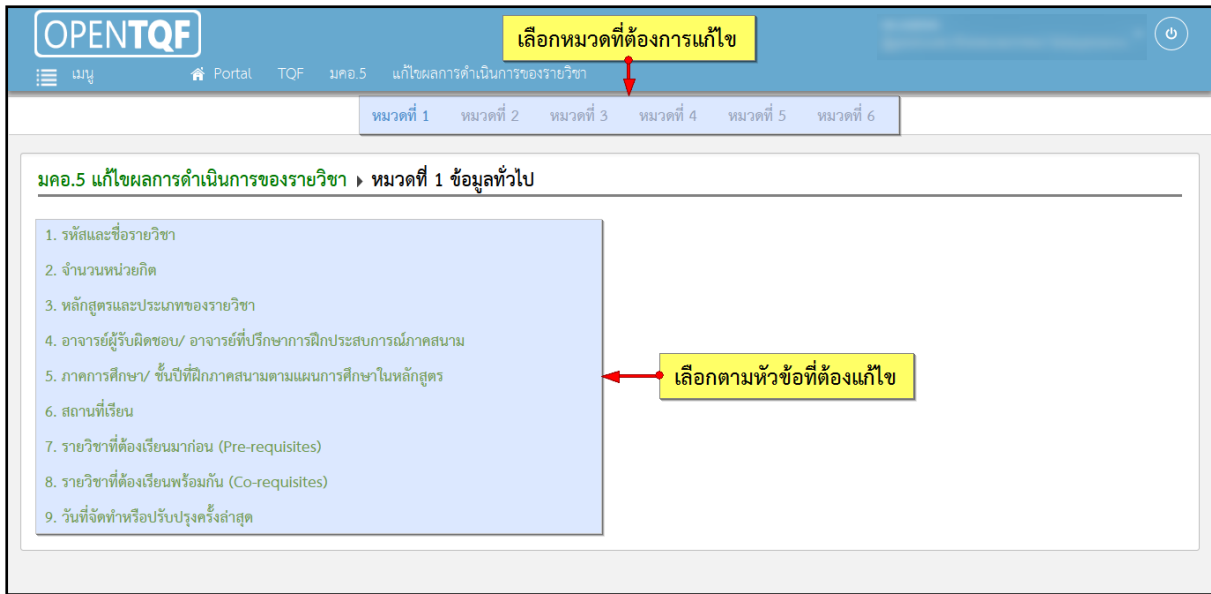 OPENTQF
เลือกหมวดที่ต้องการแก้ไข
เมนู Portal TQF มคอ.5 แก้ไขผลการดำเนินการของรายวิชา
หมวดที่ 1 หมวดที่ 2 หมวดที่ 3 หมวดที่ 4 หมวดที่ 5 หมวดที่ 6
มคอ.5 แก้ไขผลการดำเนินการของรายวิชา หมวดที่ 1 ข้อมูลทั่วไป
1. รหัสและชื่อรายวิชา
2. จำนวนหน่วยกิต
3. หลักสูตรและประเภทของรายวิชา
4. อาจารย์ผู้รับผิดชอบ/ อาจารย์ที่ปรึกษาการฝึกประสบการณ์ภาคสนาม
5. ภาคการศึกษา/ ชั้นปีที่ฝึกภาคสนามตามแผนการศึกษาในหลักสูตร
เลือกตามหัวข้อที่ต้องแก้ไข
6. สถานที่เรียน
7. รายวิชาที่ต้องเรียนมาก่อน (Pre-requisites)
8. รายวิชาที่ต้องเรียนพร้อมกัน (Co-requisites)
9. วันที่จัดทำหรือปรับปรุงครั้งล่าสุด